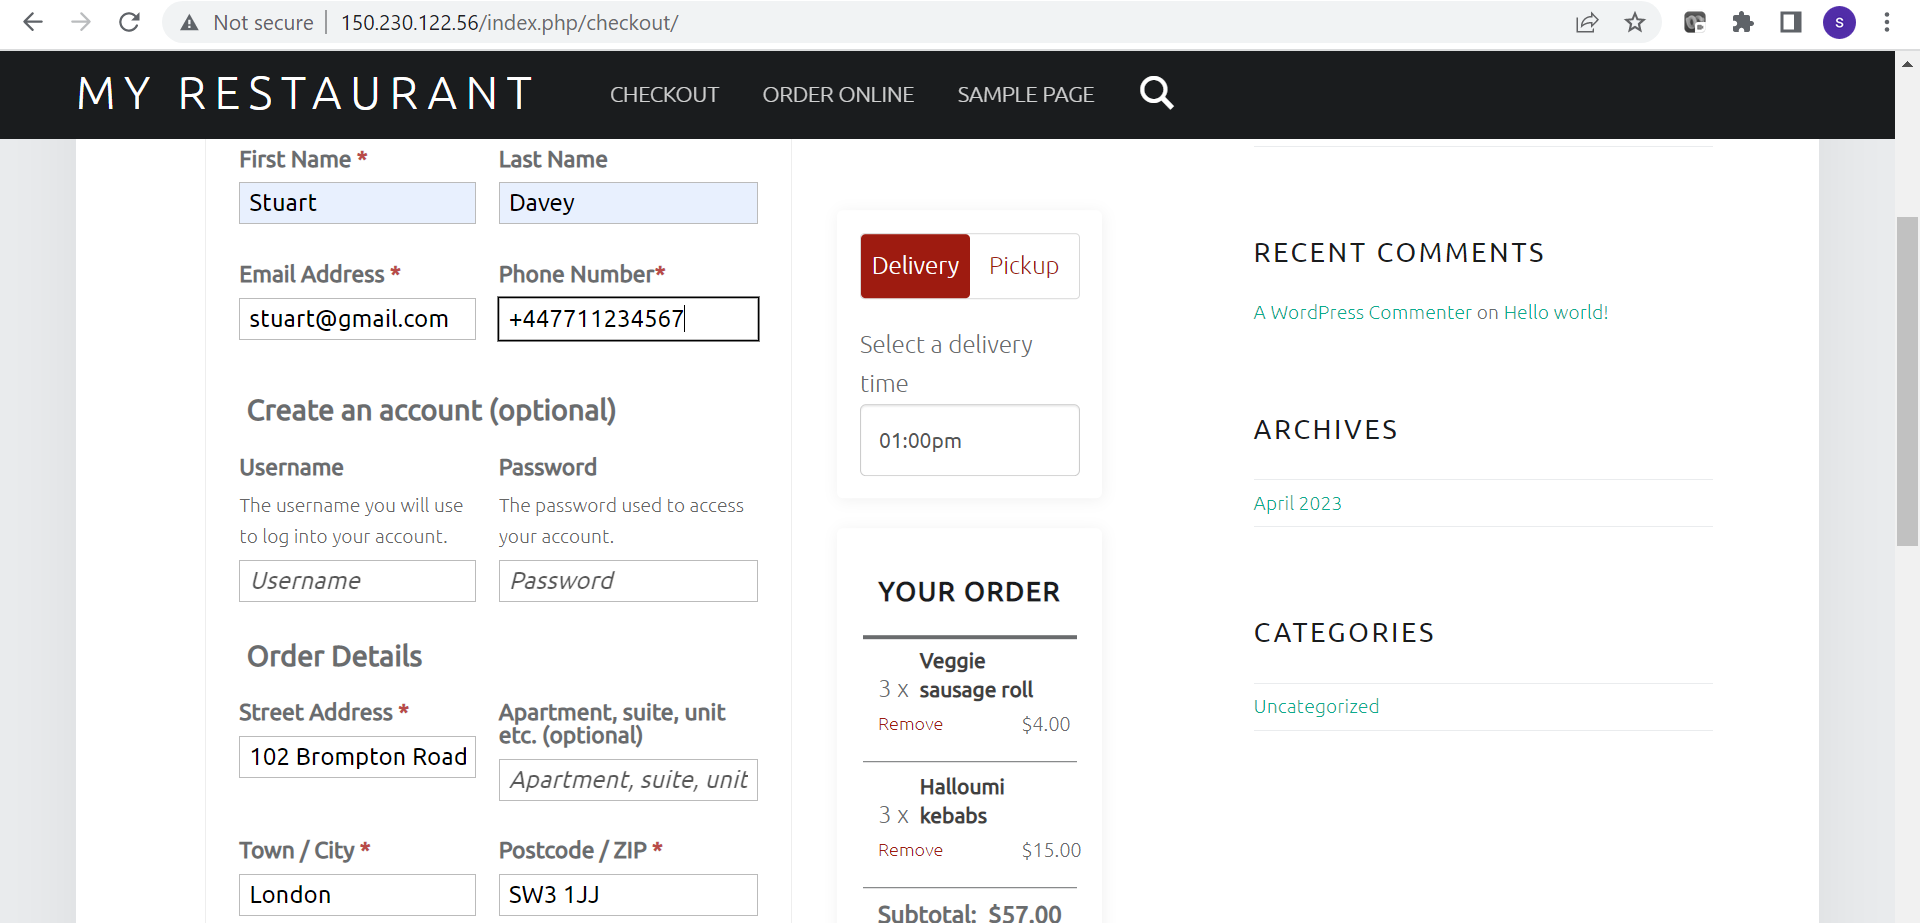 Not secure
150.230.122.56/index.php/checkout/
S
MY RESTAURANT
CHECKOUT
ORDER ONLINE
SAMPLE PAGE
First Name *
Last Name
Stuart
Davey
Email Address *
Phone Number*
stuart@gmail.com
+447711234567
Create an account (optional)
Username
Password
The username you will use
to log into your account.
The password used to access
your account.
Username
Password
Order Details
Street Address *
Apartment, suite, unit
etc. (optional)
102 Brompton Road
Apartment, suite, unit
Town / City *
Postcode / ZIP *
London
SW3 1JJ
Delivery
Pickup
Select a delivery
time
01:00pm
YOUR ORDER
3 x Veggie
sausage roll
Remove
$4.00
3 x Halloumi
kebabs
Remove
$15.00
Subtotal: $57.00
RECENT COMMENTS
A WordPress Commenter on Hello world!
ARCHIVES
April 2023
CATEGORIES
Uncategorized